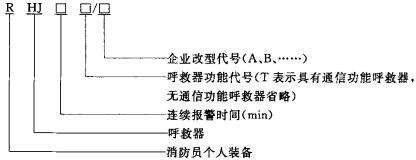 R HJ □ □/□
企业改型代号(A、B、……)
呼救器功能代号(T 表示具有通信功能呼救器,
无通信功能呼救器省略)
连续报警时间(min)
呼救器
消防员个人装备